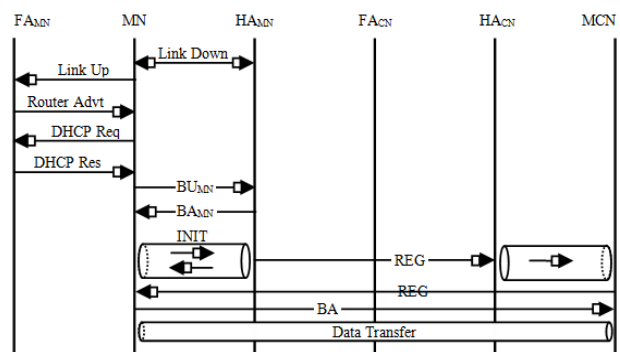 FAMN MN HAMN FACN HACN MCN
Link Down
Link Up
Router Advt
DHCP Req
DHCP Res
BUMN
BAMN
INIT
REG
REG
BA
Data Transfer